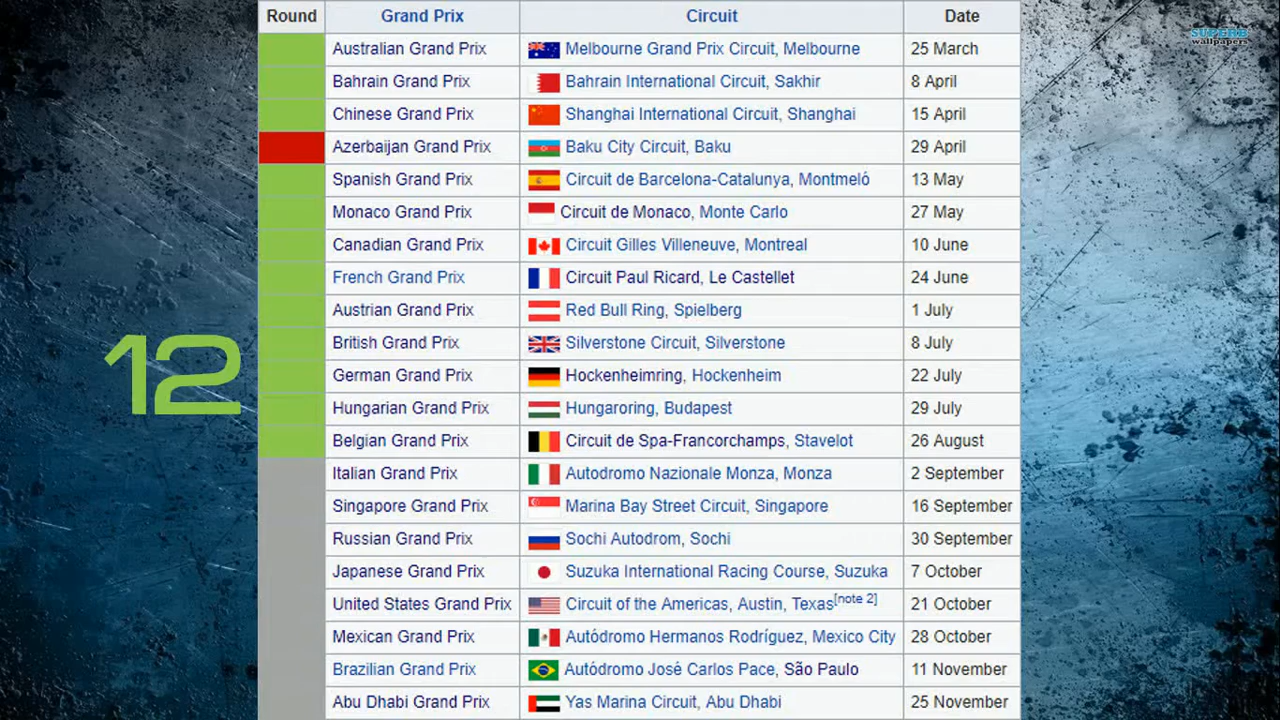 SUPERB
wallpapers
Round Grand Prix Circuit Date
Australian Grand Prix Melbourne Grand Prix Circuit, Melbourne 25 March
Bahrain Grand Prix Bahrain International Circuit, Sakhir 8 April
Chinese Grand Prix Shanghai International Circuit, Shanghai 15 April
Azerbaijan Grand Prix Baku City Circuit, Baku 29 April
Spanish Grand Prix Circuit de Barcelona-Catalunya, Montmeló 13 May
Monaco Grand Prix Circuit de Monaco, Monte Carlo 27 May
Canadian Grand Prix Circuit Gilles Villeneuve, Montreal 10 June
French Grand Prix Circuit Paul Ricard, Le Castellet 24 June
Austrian Grand Prix Red Bull Ring, Spielberg 1 July
British Grand Prix Silverstone Circuit, Silverstone 8 July
12
German Grand Prix Hockenheimring, Hockenheim 22 July
Hungarian Grand Prix Hungaroring, Budapest 29 July
Belgian Grand Prix Circuit de Spa-Francorchamps, Stavelot 26 August
Italian Grand Prix Autodromo Nazionale Monza, Monza 2 September
Singapore Grand Prix Marina Bay Street Circuit, Singapore 16 September
Russian Grand Prix Sochi Autodrom, Sochi 30 September
Japanese Grand Prix Suzuka International Racing Course, Suzuka 7 October
United States Grand Prix Circuit of the Americas, Austin, Texas[note 2] 21 October
Mexican Grand Prix Autódromo Hermanos Rodríguez, Mexico City 28 October
Brazilian Grand Prix Autódromo José Carlos Pace, São Paulo 11 November
Abu Dhabi Grand Prix Yas Marina Circuit, Abu Dhabi 25 November